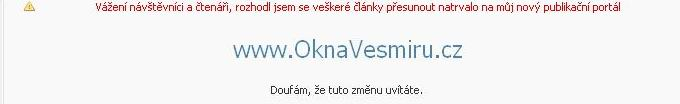 Vážení návštěvníci a čtenáři, rozhodl jsem se veškeré články přesunout natrvalo na můj nový publikační portál
www.OknaVesmiru.cz
Doufám, že tuto změnu uvítáte.